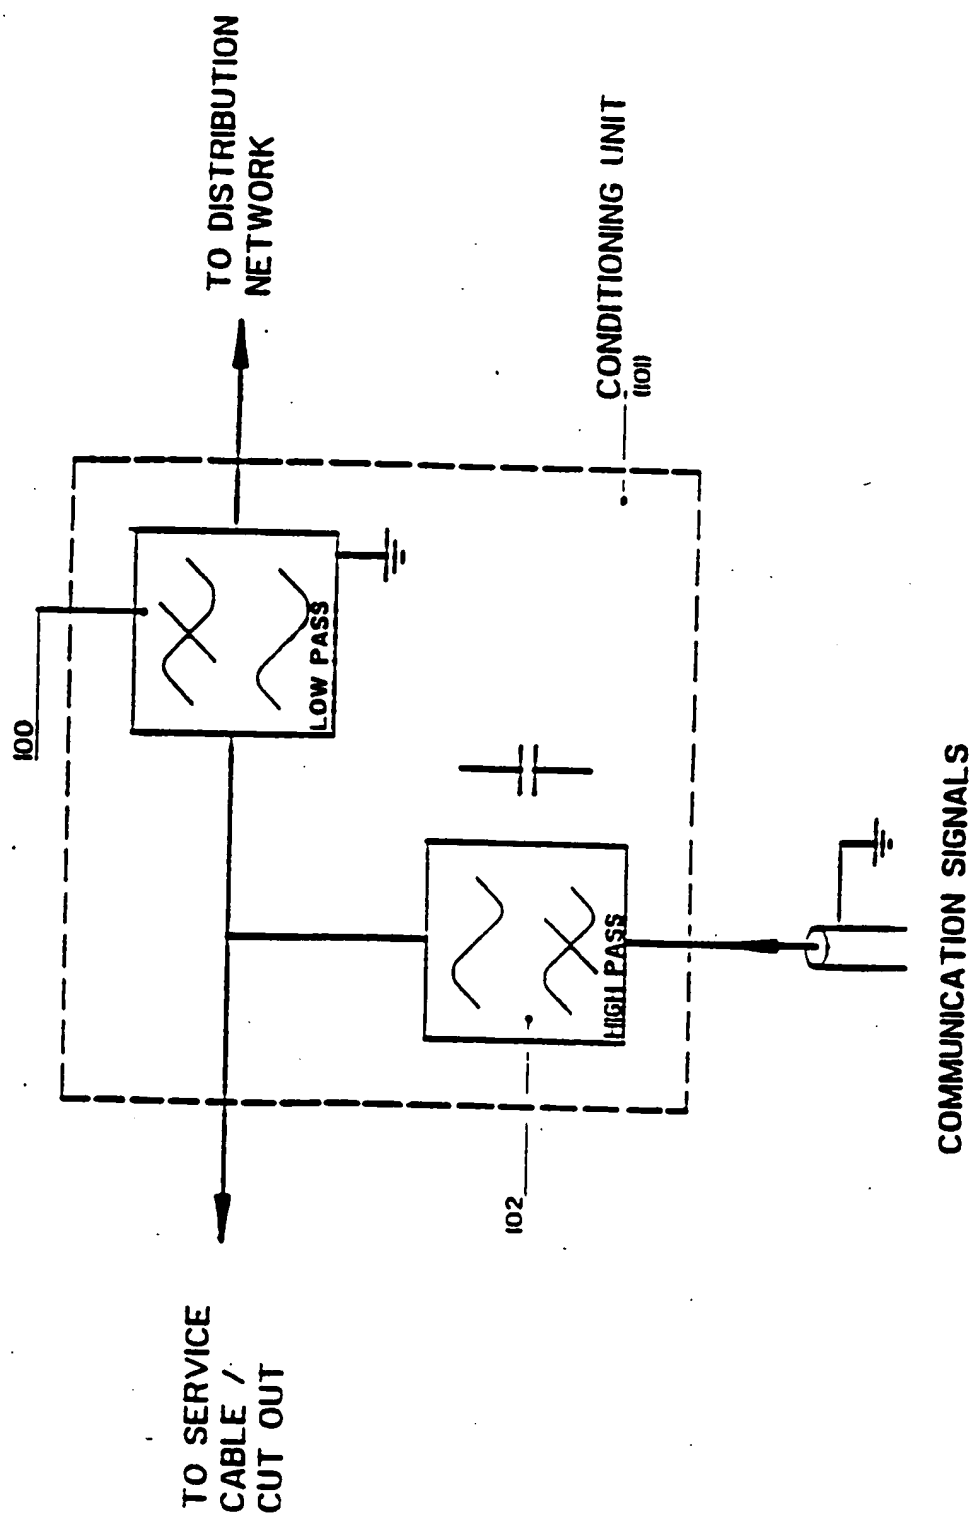 TO SERVICE
CABLE /
CUT OUT
100
TO DISTRIBUTION
NETWORK
LOW PASS
102
HIGH PASS
CONDITIONING UNIT
(101)
COMMUNICATION SIGNALS